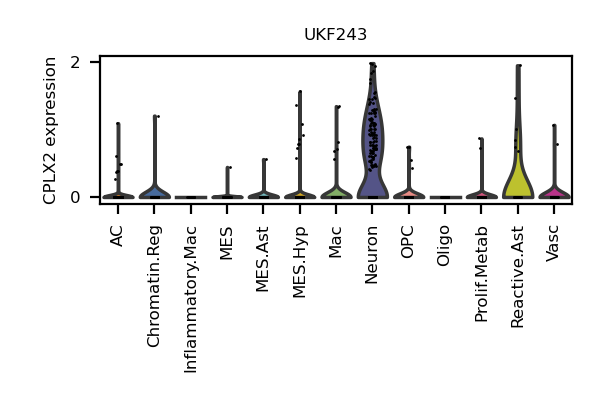 UKF243
CPLX2 expression
2
0
AC
Chromatin.Reg
Inflammatory.Mac
MES
MES.Ast
MES.Hyp
Mac
Neuron
OPC
Oligo
Prolif.Metab
Reactive.Ast
Vasc